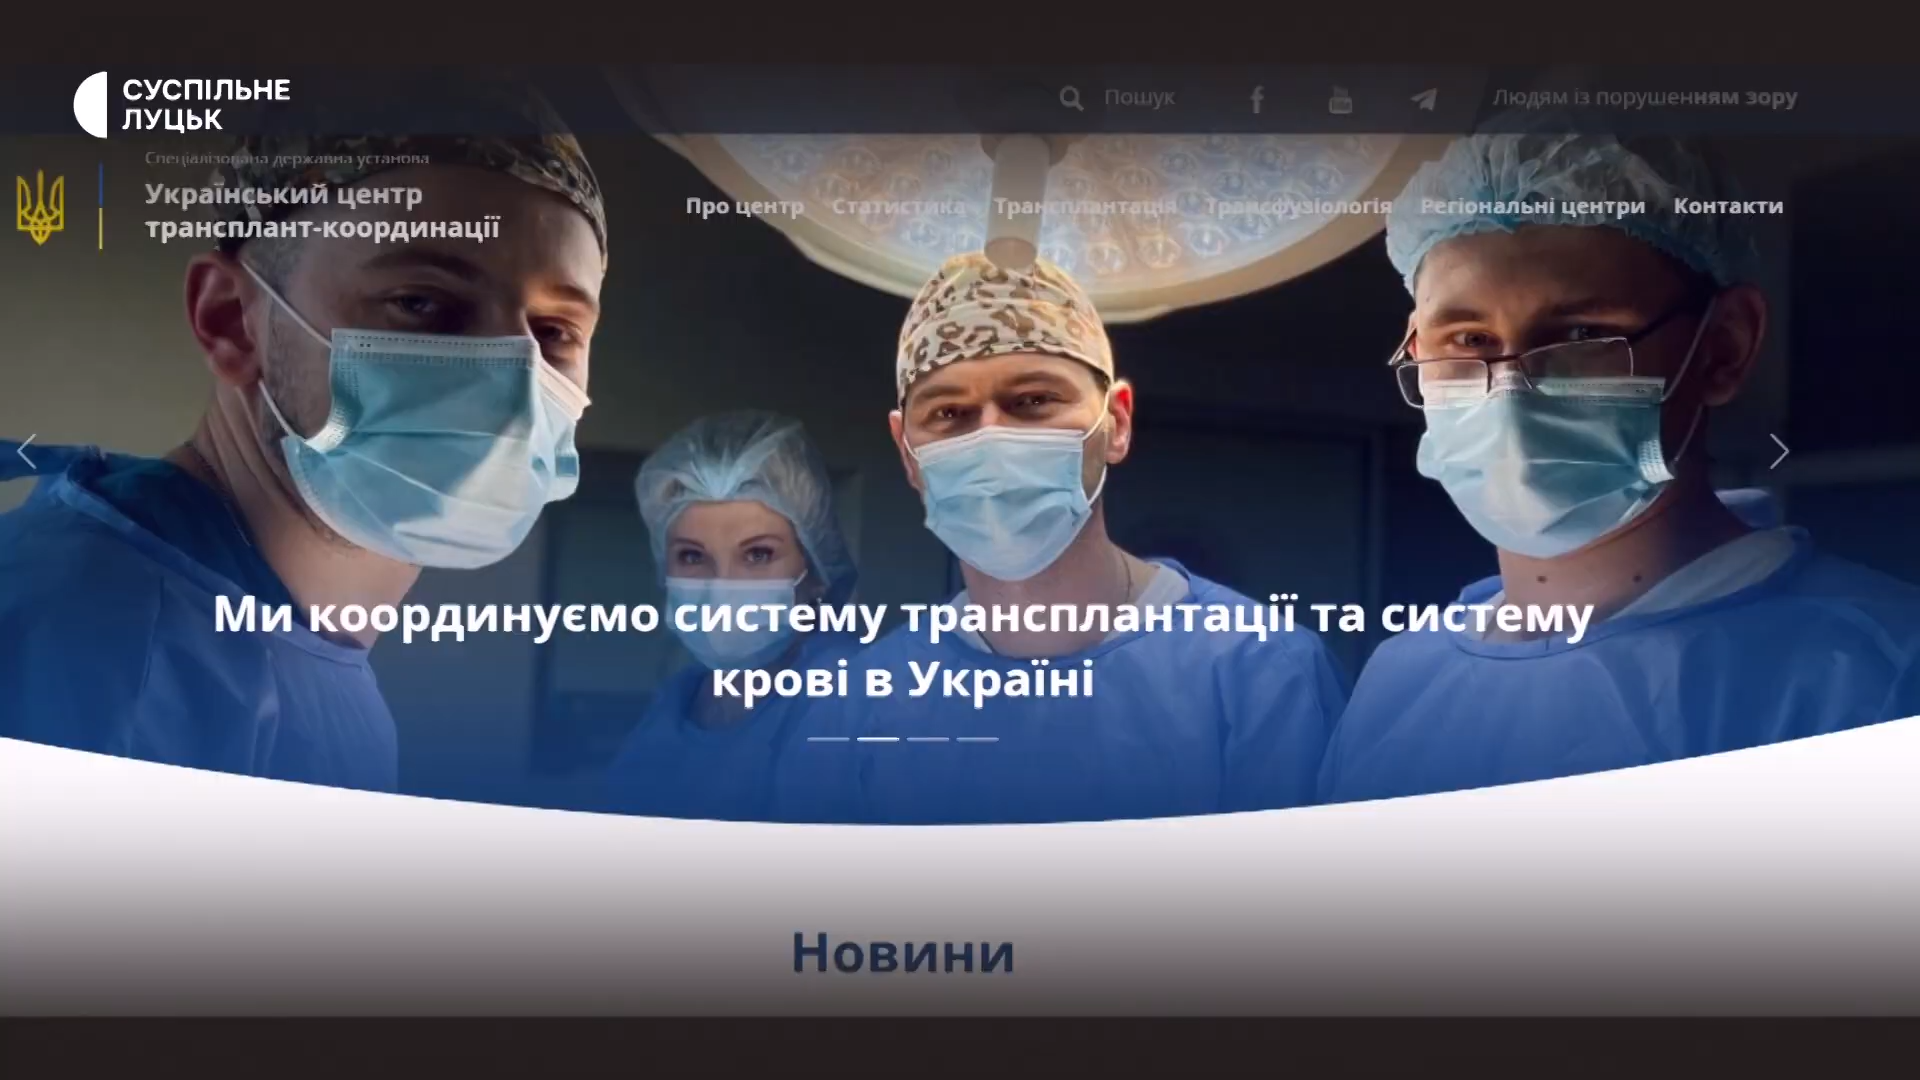 СУСПІЛЬНЕ
ЛУЦЬК
Пошук
Людям із порушенням зору
Спеціалізована державна установа
Український центр
трансплант-координації
Про центр Статистика Трансплантація Трансфузіологія Регіональні центри Контакти
Ми координуємо систему трансплантації та систему
крові в Україні
Новини